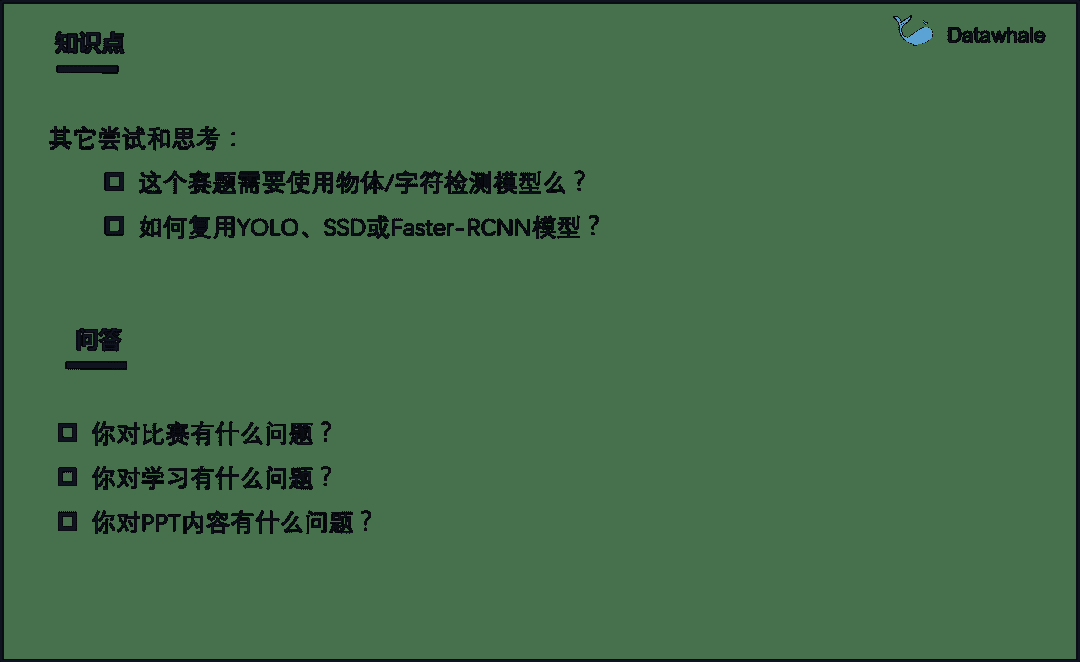 知识点
Datawhale
其它尝试和思考：
这个赛题需要使用物体/字符检测模型么？
如何复用YOLO、SSD或Faster-RCNN模型？
问答
你对比赛有什么问题？
你对学习有什么问题？
你对PPT内容有什么问题？